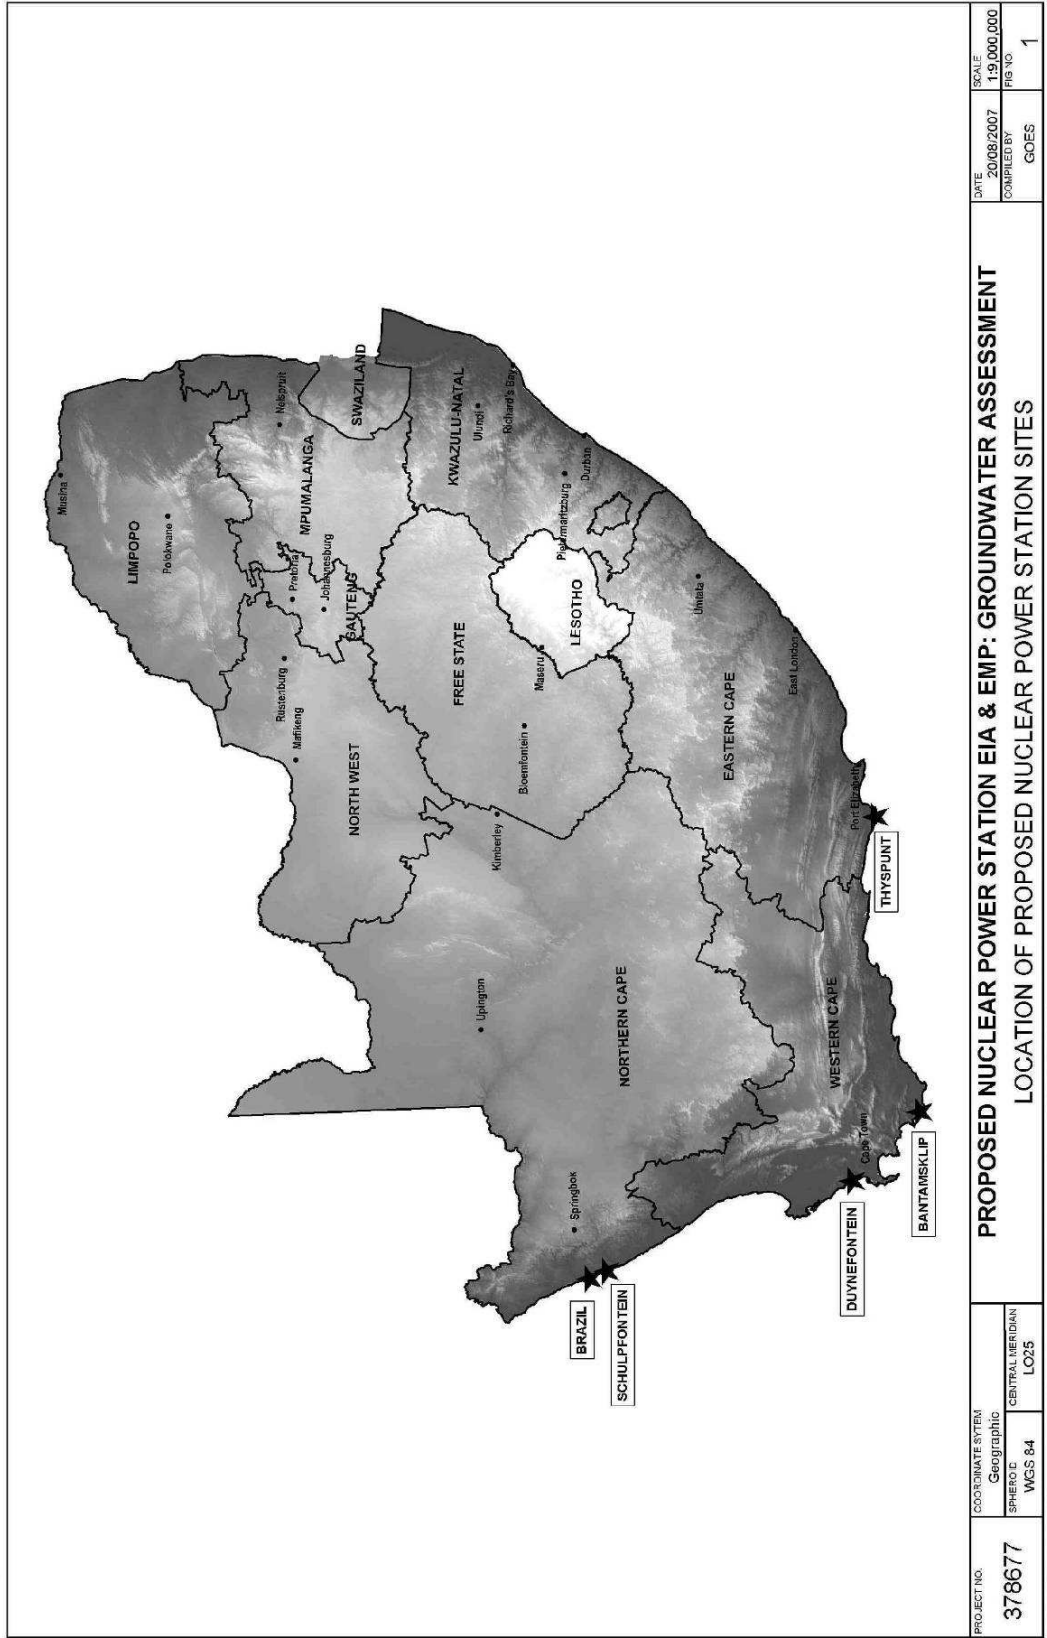 Musina
LIMPOPO
Polokwane
Nelspruit
MPUMALANGA
Pretoria
Johannesburg
GAUTENG
Rustenburg
Mafikeng
NORTH WEST
SWAZILAND
KWAZULU-NATAL
Ulundi
Richard's Bay
FREE STATE
Kimberley
Upington
Bloemfontein
Maseru
LESOTHO
Pietermaritzburg
Durban
Umtata
Springbok
NORTHERN CAPE
EASTERN CAPE
East London
BRAZIL
SCHULPFONTEIN
WESTERN CAPE
Port Elizabeth
Cape Town
THYSPUNT
DUYNEFONTEIN
BANTAMSKLIP
PROJECT NO.
378677
COORDINATE SYTEM
Geographic
SPHEROID
WGS 84
CENTRAL MERIDIAN
LO25
PROPOSED NUCLEAR POWER STATION EIA & EMP: GROUNDWATER ASSESSMENT
LOCATION OF PROPOSED NUCLEAR POWER STATION SITES
DATE
20/08/2007
SCALE
1:9,000,000
COMPILED BY
GOES
FIG NO
1